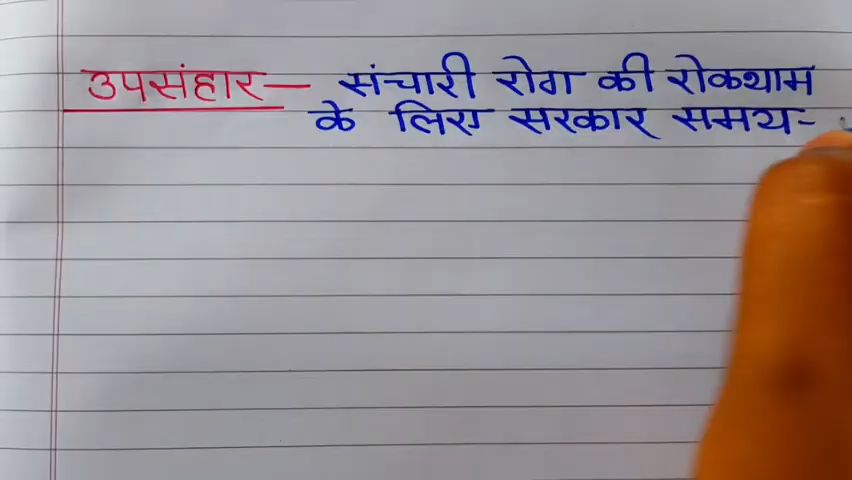 उपसंहार— संचारी रोग की रोकथाम
के लिए सरकार समय-